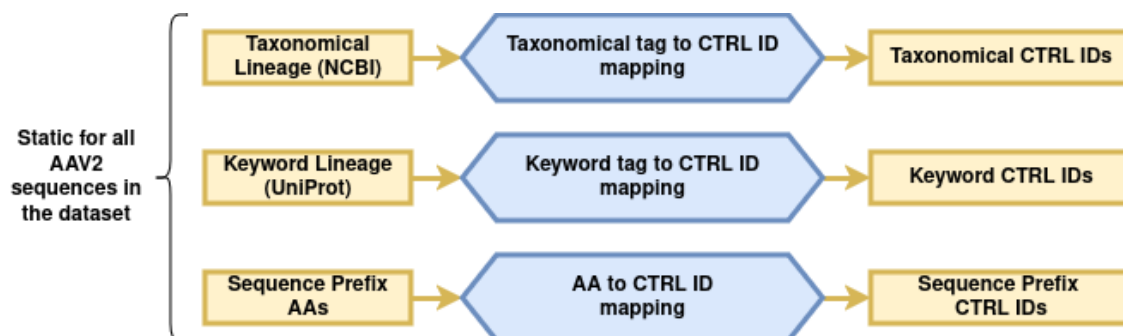 Static for all
AAV2
sequences in
the dataset
Taxonomical
Lineage (NCBI)
Taxonomical tag to CTRL ID
mapping
Taxonomical CTRL IDs
Keyword Lineage
(UniProt)
Keyword tag to CTRL ID
mapping
Keyword CTRL IDs
Sequence Prefix
AAs
AA to CTRL ID
mapping
Sequence Prefix
CTRL IDs